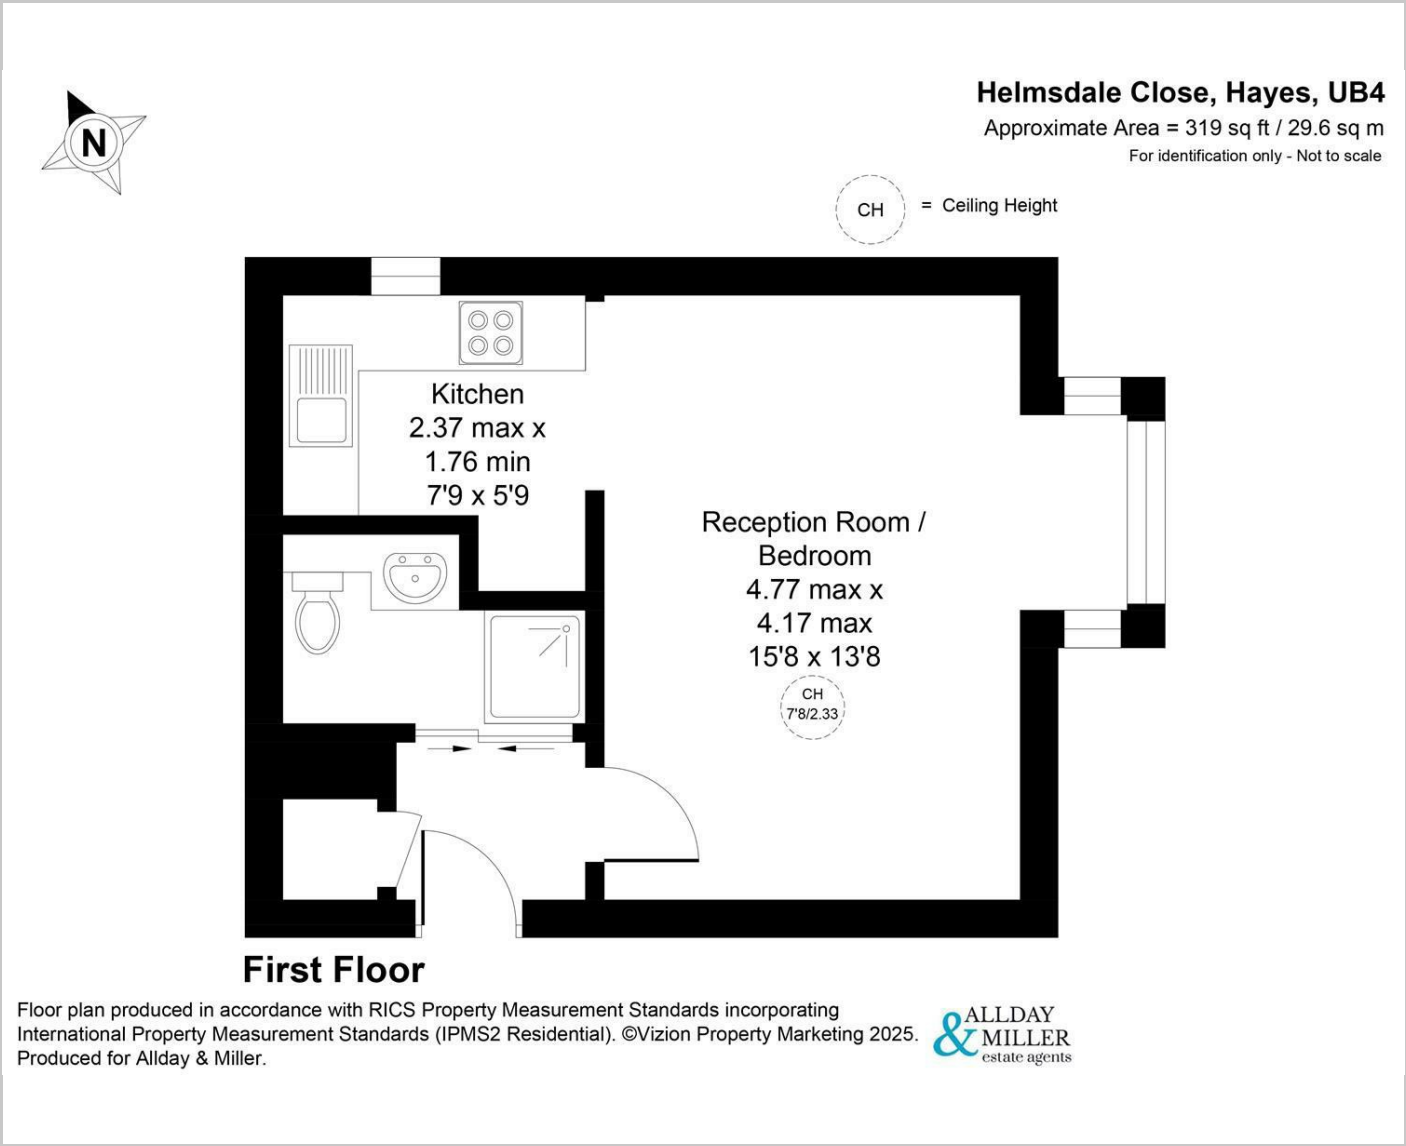 N
Helmsdale Close, Hayes, UB4
Approximate Area = 319 sq ft / 29.6 sq m
For identification only - Not to scale
CH = Ceiling Height
Kitchen
2.37 max x
1.76 min
7'9 x 5'9
Reception Room /
Bedroom
4.77 max x
4.17 max
15'8 x 13'8
CH
7'8/2.33
First Floor
Floor plan produced in accordance with RICS Property Measurement Standards incorporating
International Property Measurement Standards (IPMS2 Residential). ©Vizion Property Marketing 2025.
Produced for Allday & Miller.
ALLDAY
& MILLER
estate agents